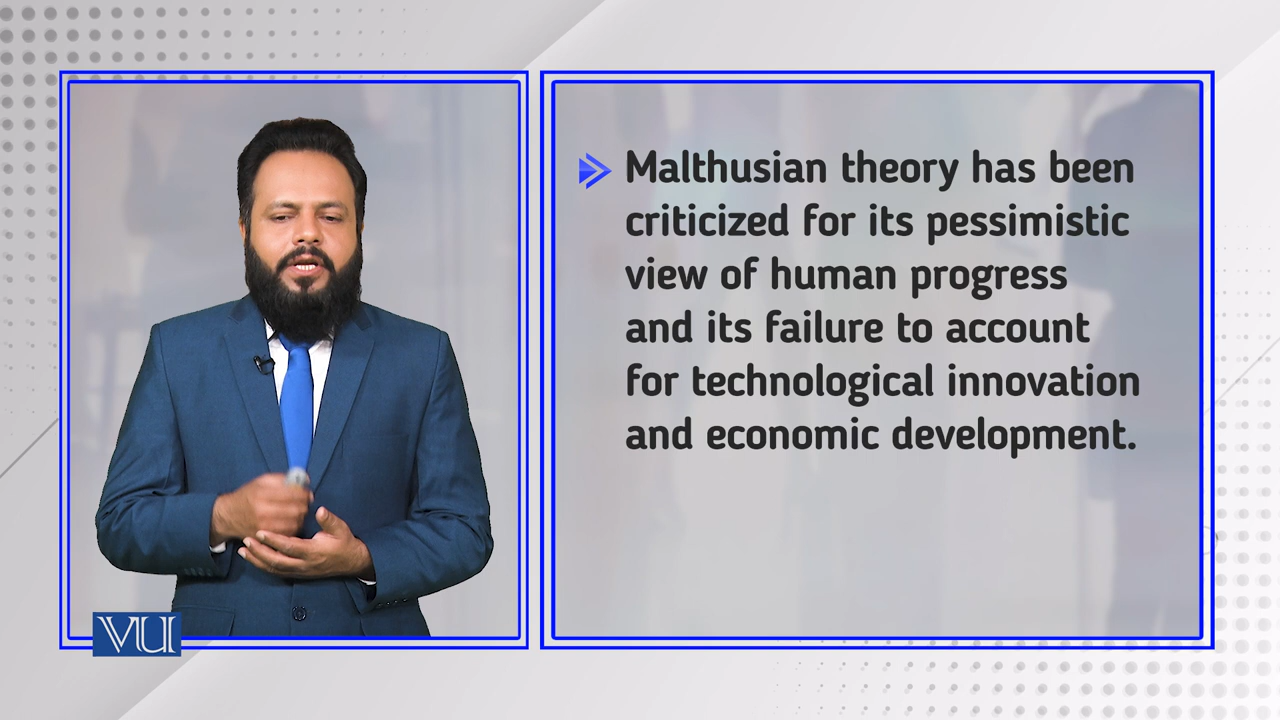 Malthusian theory has been
criticized for its pessimistic
view of human progress
and its failure to account
for technological innovation
and economic development.
VU